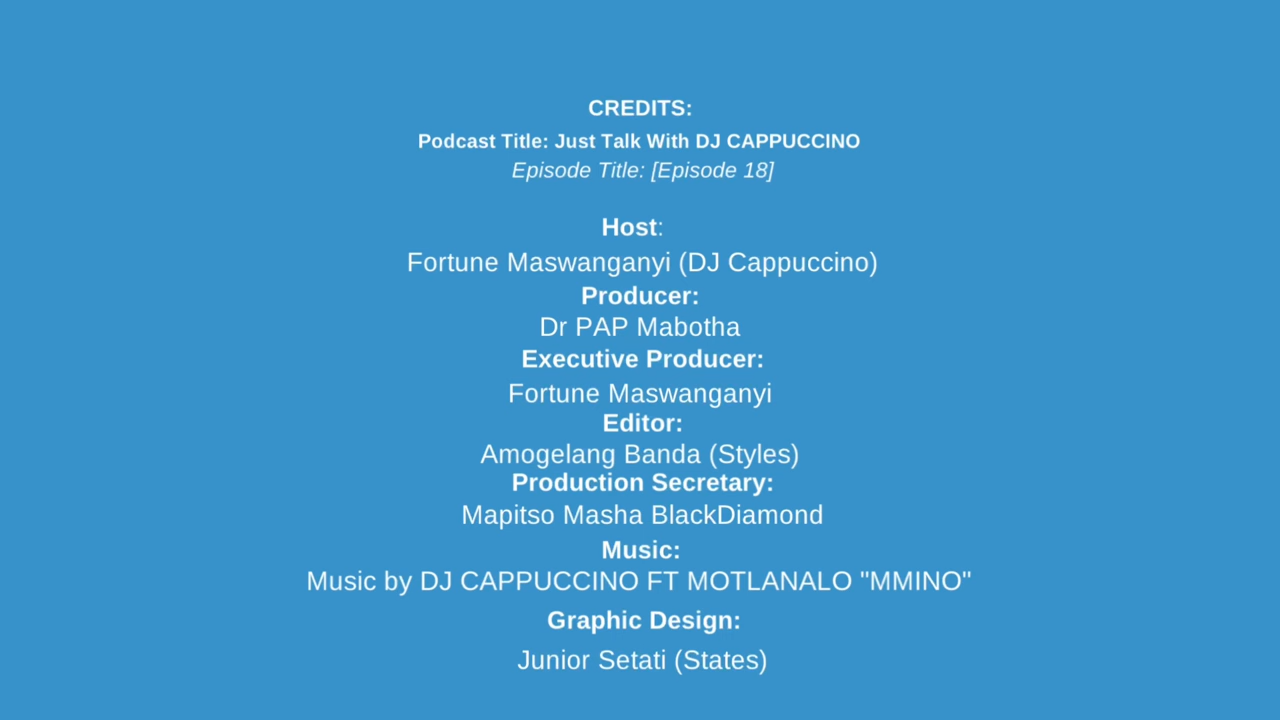 CREDITS:
Podcast Title: Just Talk With DJ CAPPUCCINO
Episode Title: [Episode 18]
Host:
Fortune Maswanganyi (DJ Cappuccino)
Producer:
Dr PAP Mabotha
Executive Producer:
Fortune Maswanganyi
Editor:
Amogelang Banda (Styles)
Production Secretary:
Mapitso Masha BlackDiamond
Music:
Music by DJ CAPPUCCINO FT MOTLANALO "MMINO"
Graphic Design:
Junior Setati (States)